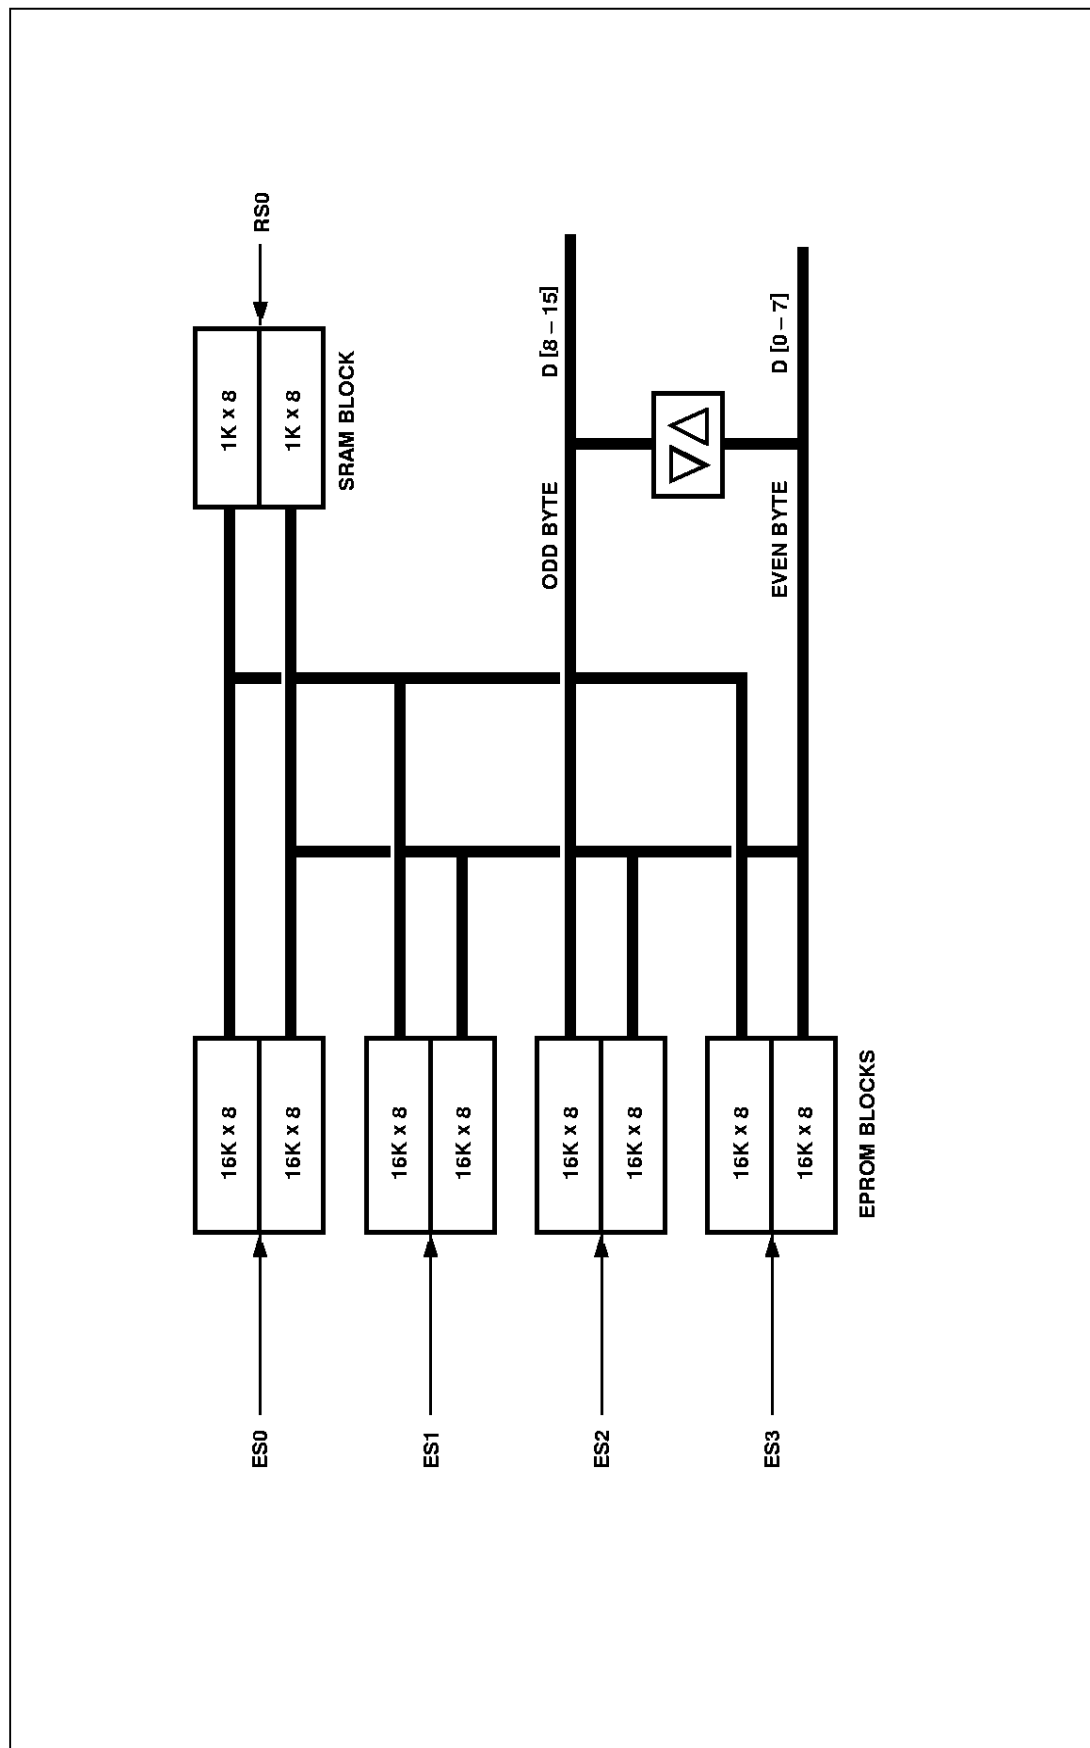 16K x 8
1K x 8
ES0
RS0
16K x 8
1K x 8
SRAM BLOCK
16K x 8
ES1
16K x 8
ODD BYTE
D [8 – 15]
16K x 8
ES2
16K x 8
16K x 8
ES3
EVEN BYTE
D [0 – 7]
16K x 8
EPROM BLOCKS